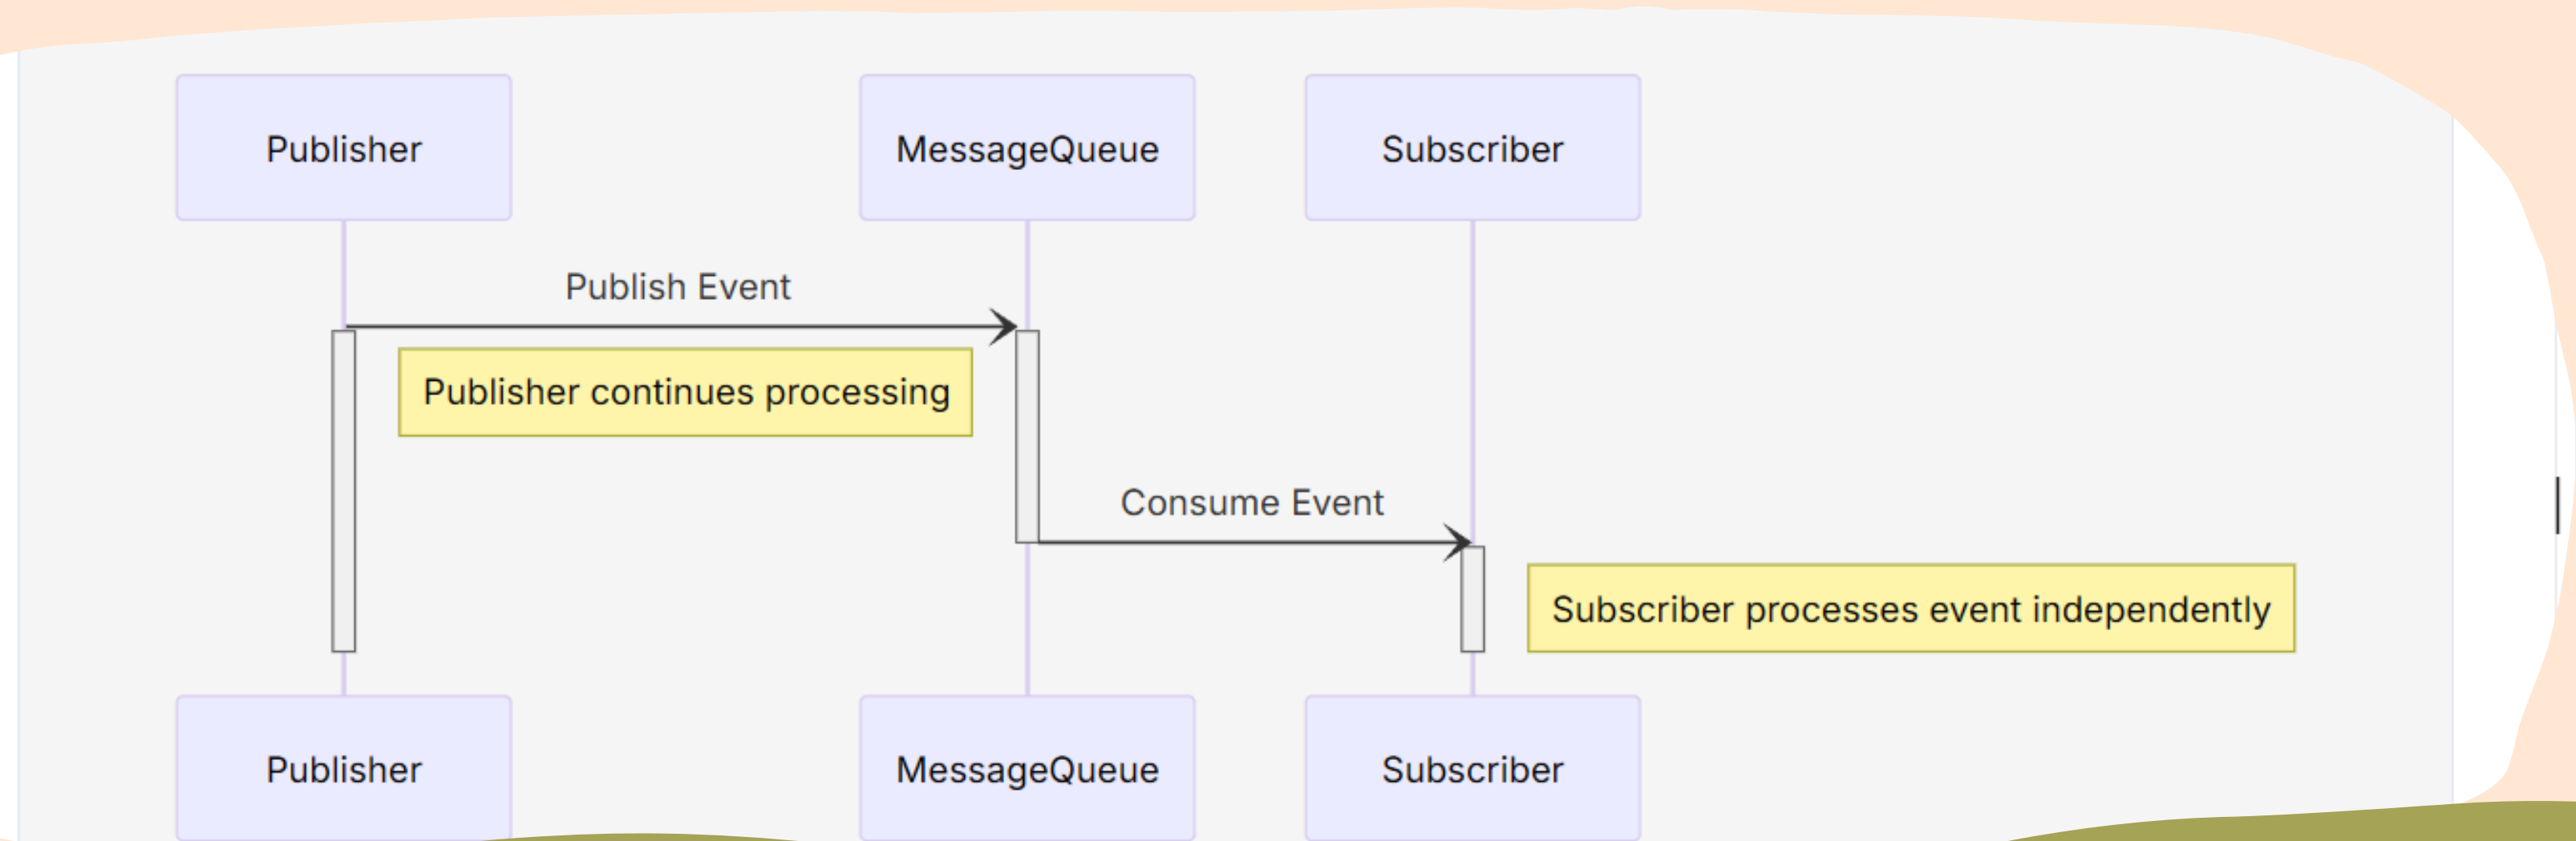 Publisher
MessageQueue
Subscriber
Publish Event
Publisher continues processing
Consume Event
Subscriber processes event independently
Publisher
MessageQueue
Subscriber